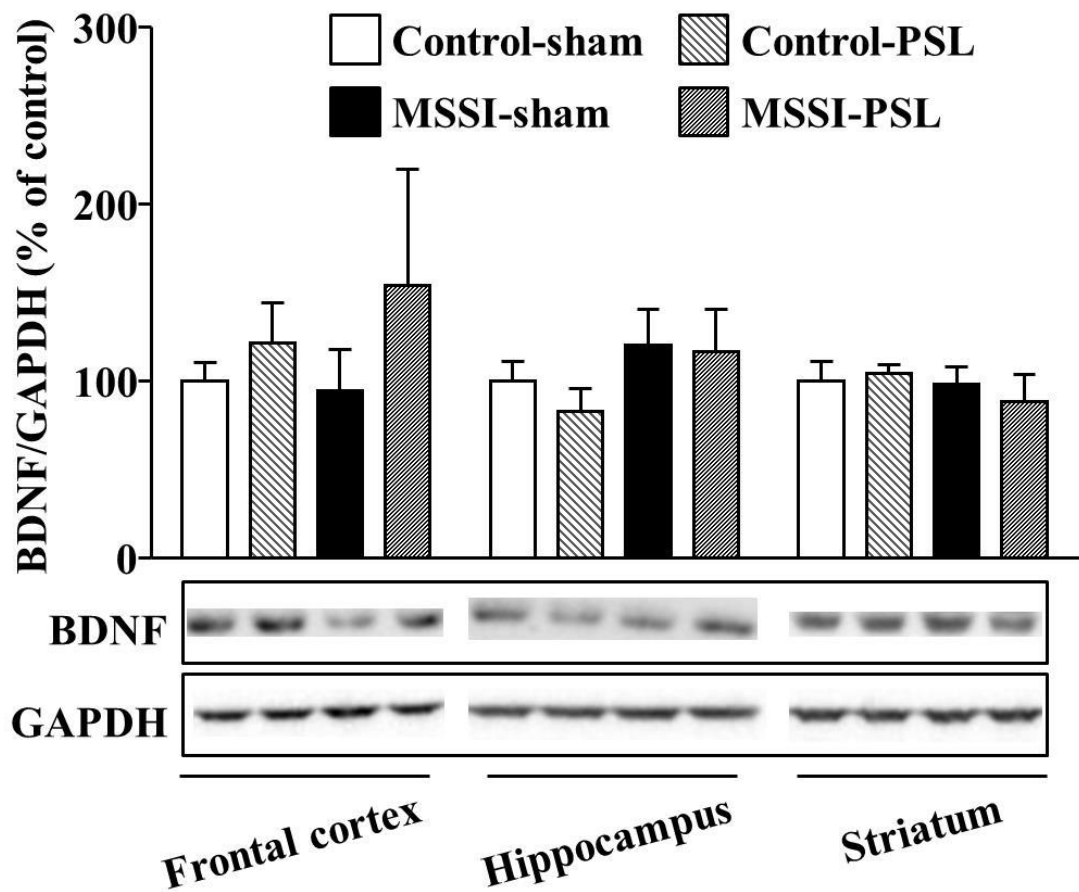 BDNF/GAPDH (% of control)
300
200
100
0
Control-sham
Control-PSL
MSSI-sham
MSSI-PSL
BDNF
GAPDH
Frontal cortex
Hippocampus
Striatum